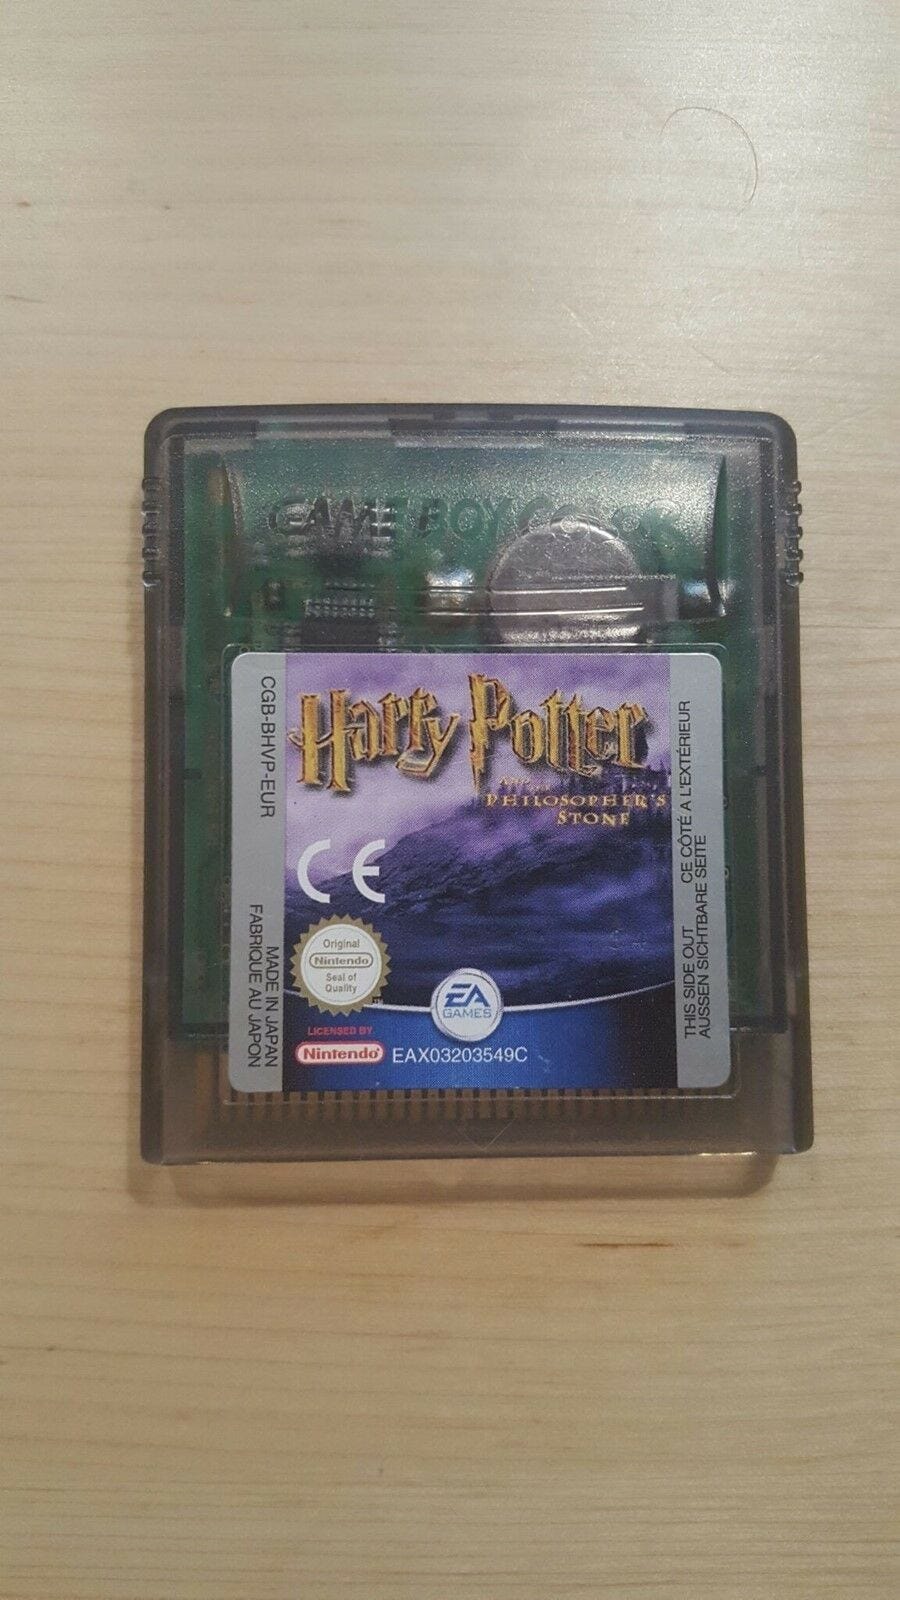 GAME BOY COLOR
CGB-BHVP-EUR
MADE IN JAPAN
FABRIQUE AU JAPON
Harry Potter
AND THE
PHILOSOPHER'S
STONE
CE
Original
Nintendo
Seal of
Quality
TM
EA
GAMES
LICENSED BY
Nintendo
EAX03203549C
THIS SIDE OUT CE CÔTÉ A L'EXTÉRIEUR
AUSSEN SICHTBARE SEITE